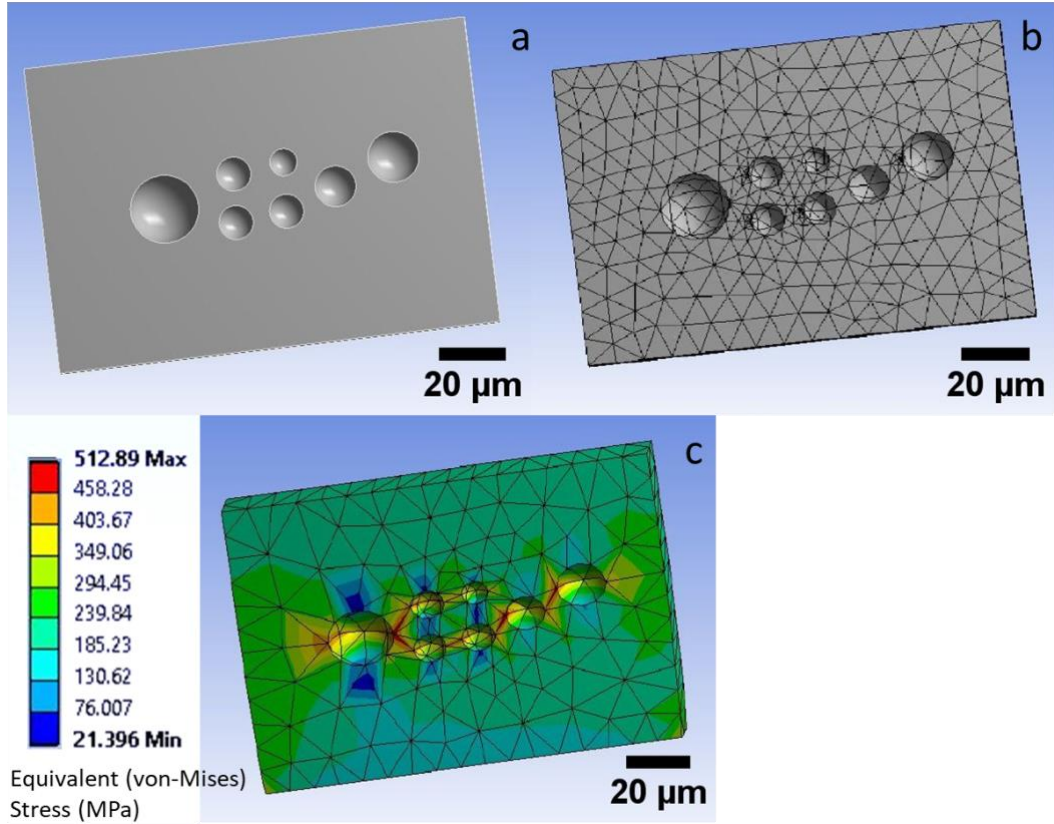 a
b
20 µm
20 µm
c
512.89 Max
458.28
403.67
349.06
294.45
239.84
185.23
130.62
76.007
21.396 Min
Equivalent (von-Mises)
Stress (MPa)
20 µm